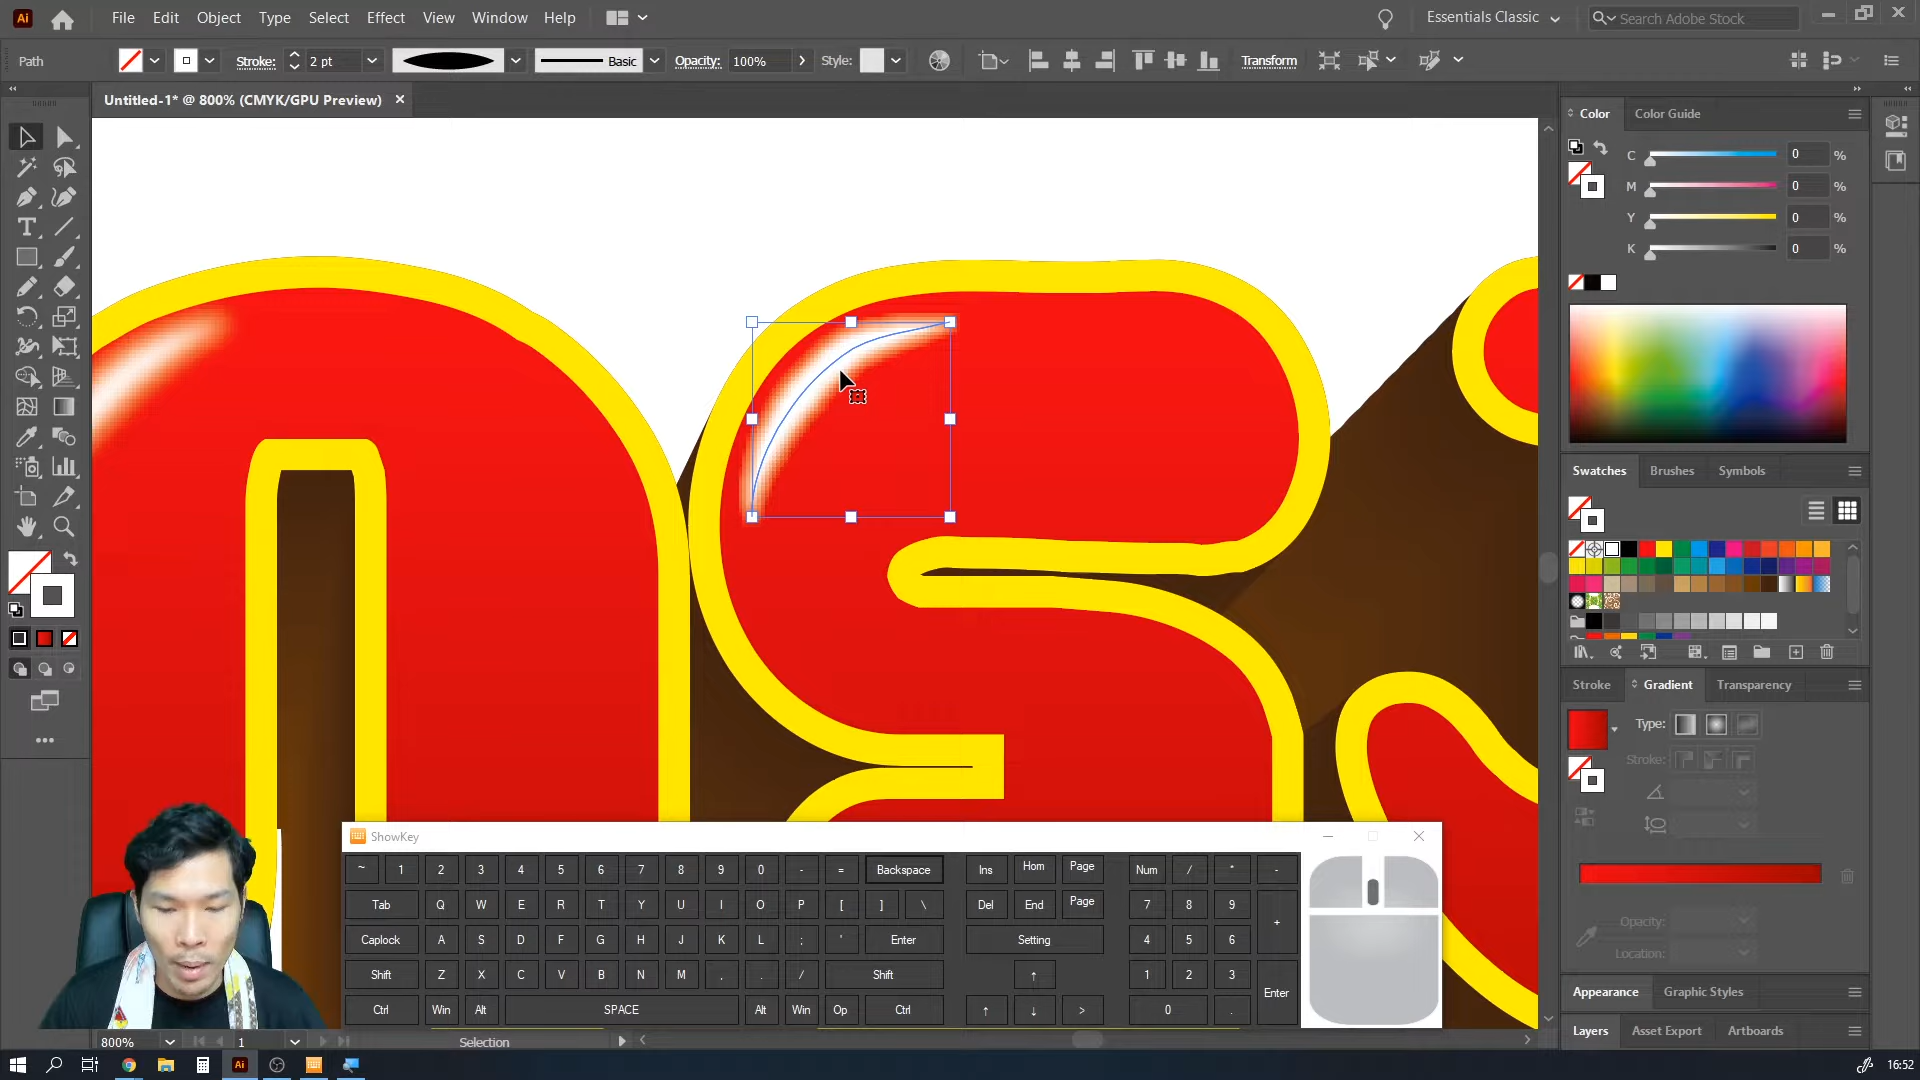 Ai File Edit Object Type Select Effect View Window Help Essentials Classic Search Adobe Stock
Path Stroke: 2 pt Basic Opacity: 100% Style: Transform
Untitled-1* @ 800% (CMYK/GPU Preview)
Color Color Guide
C 0 %
M 0 %
Y 0 %
K 0 %
Swatches Brushes Symbols
Stroke Gradient Transparency
Type:
Stroke:
Opacity:
Location:
Appearance Graphic Styles
Layers Asset Export Artboards
ShowKey
~ 1 2 3 4 5 6 7 8 9 0 - = Backspace Ins Hom Page Num / * -
Tab Q W E R T Y U I O P [ ] \ Del End Page 7 8 9 +
Caplock A S D F G H J K L ; ' Enter Setting 4 5 6
Shift Z X C V B N M , . / Shift ↑ 1 2 3 Enter
Ctrl Win Alt SPACE Alt Win Op Ctrl ↑ ↓ > 0 .
800% 1 Selection
Ai 16:52